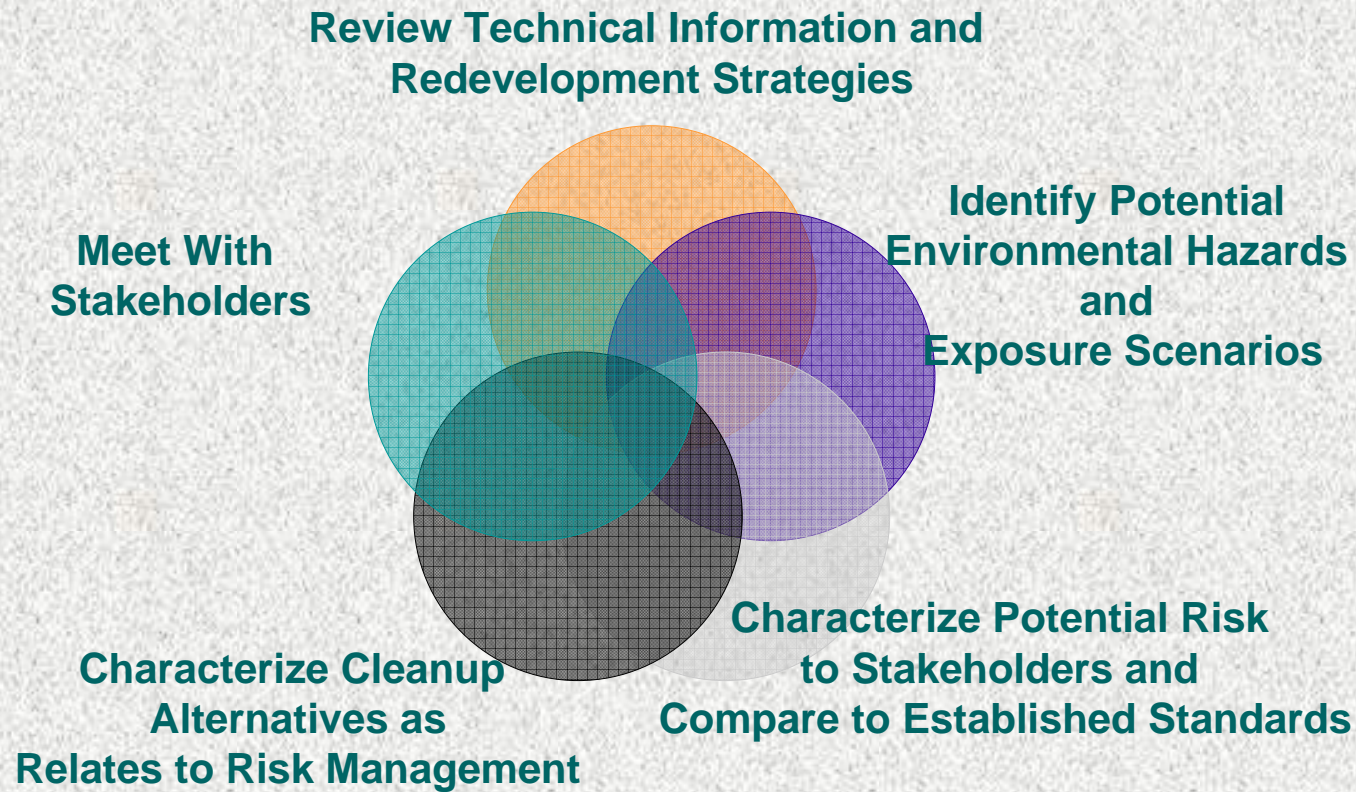 Review Technical Information and
Redevelopment Strategies
Identify Potential
Environmental Hazards
and
Exposure Scenarios
Meet With
Stakeholders
Characterize Potential Risk
to Stakeholders and
Compare to Established Standards
Characterize Cleanup
Alternatives as
Relates to Risk Management